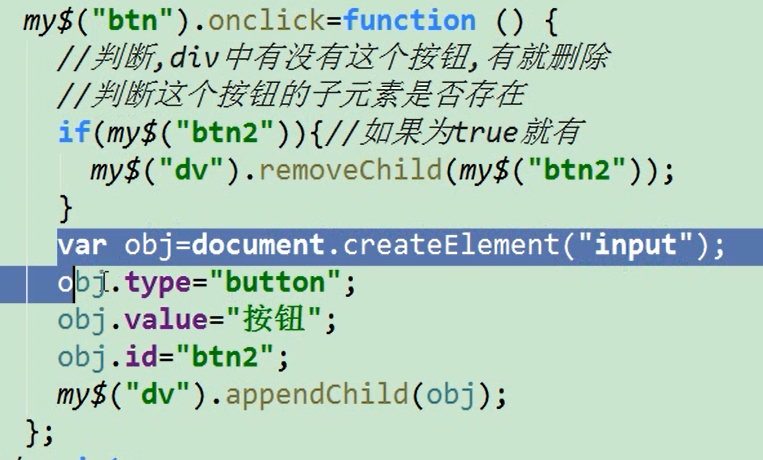 my$("btn").onclick=function () {
//判断,div中有没有这个按钮,有就删除
//判断这个按钮的子元素是否存在
if(my$("btn2")){//如果为true就有
my$("dv").removeChild(my$("btn2"));
}
var obj=document.createElement("input");
obj.type="button";
obj.value="按钮";
obj.id="btn2";
my$("dv").appendChild(obj);
};